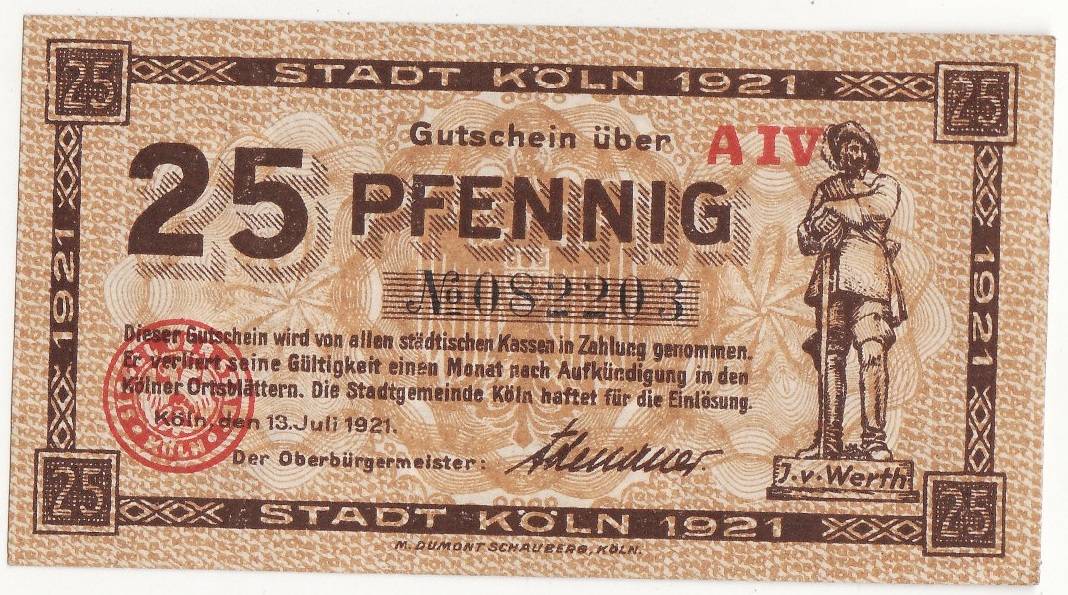 25 STADT KÖLN 1921 25
Gutschein über A IV
25 PFENNIG
No 082203
1921
1921
Dieser Gutschein wird von allen städtischen Kassen in Zahlung genommen.
Er verliert seine Gültigkeit einen Monat nach Aufkündigung in den
Kölner Ortsblättern. Die Stadtgemeinde Köln haftet für die Einlösung.
Köln, den 13. Juli 1921.
Der Oberbürgermeister:
J. v. Werth
KÖLN
25 STADT KÖLN 1921 25
M. DUMONT SCHAUBERG, KÖLN.